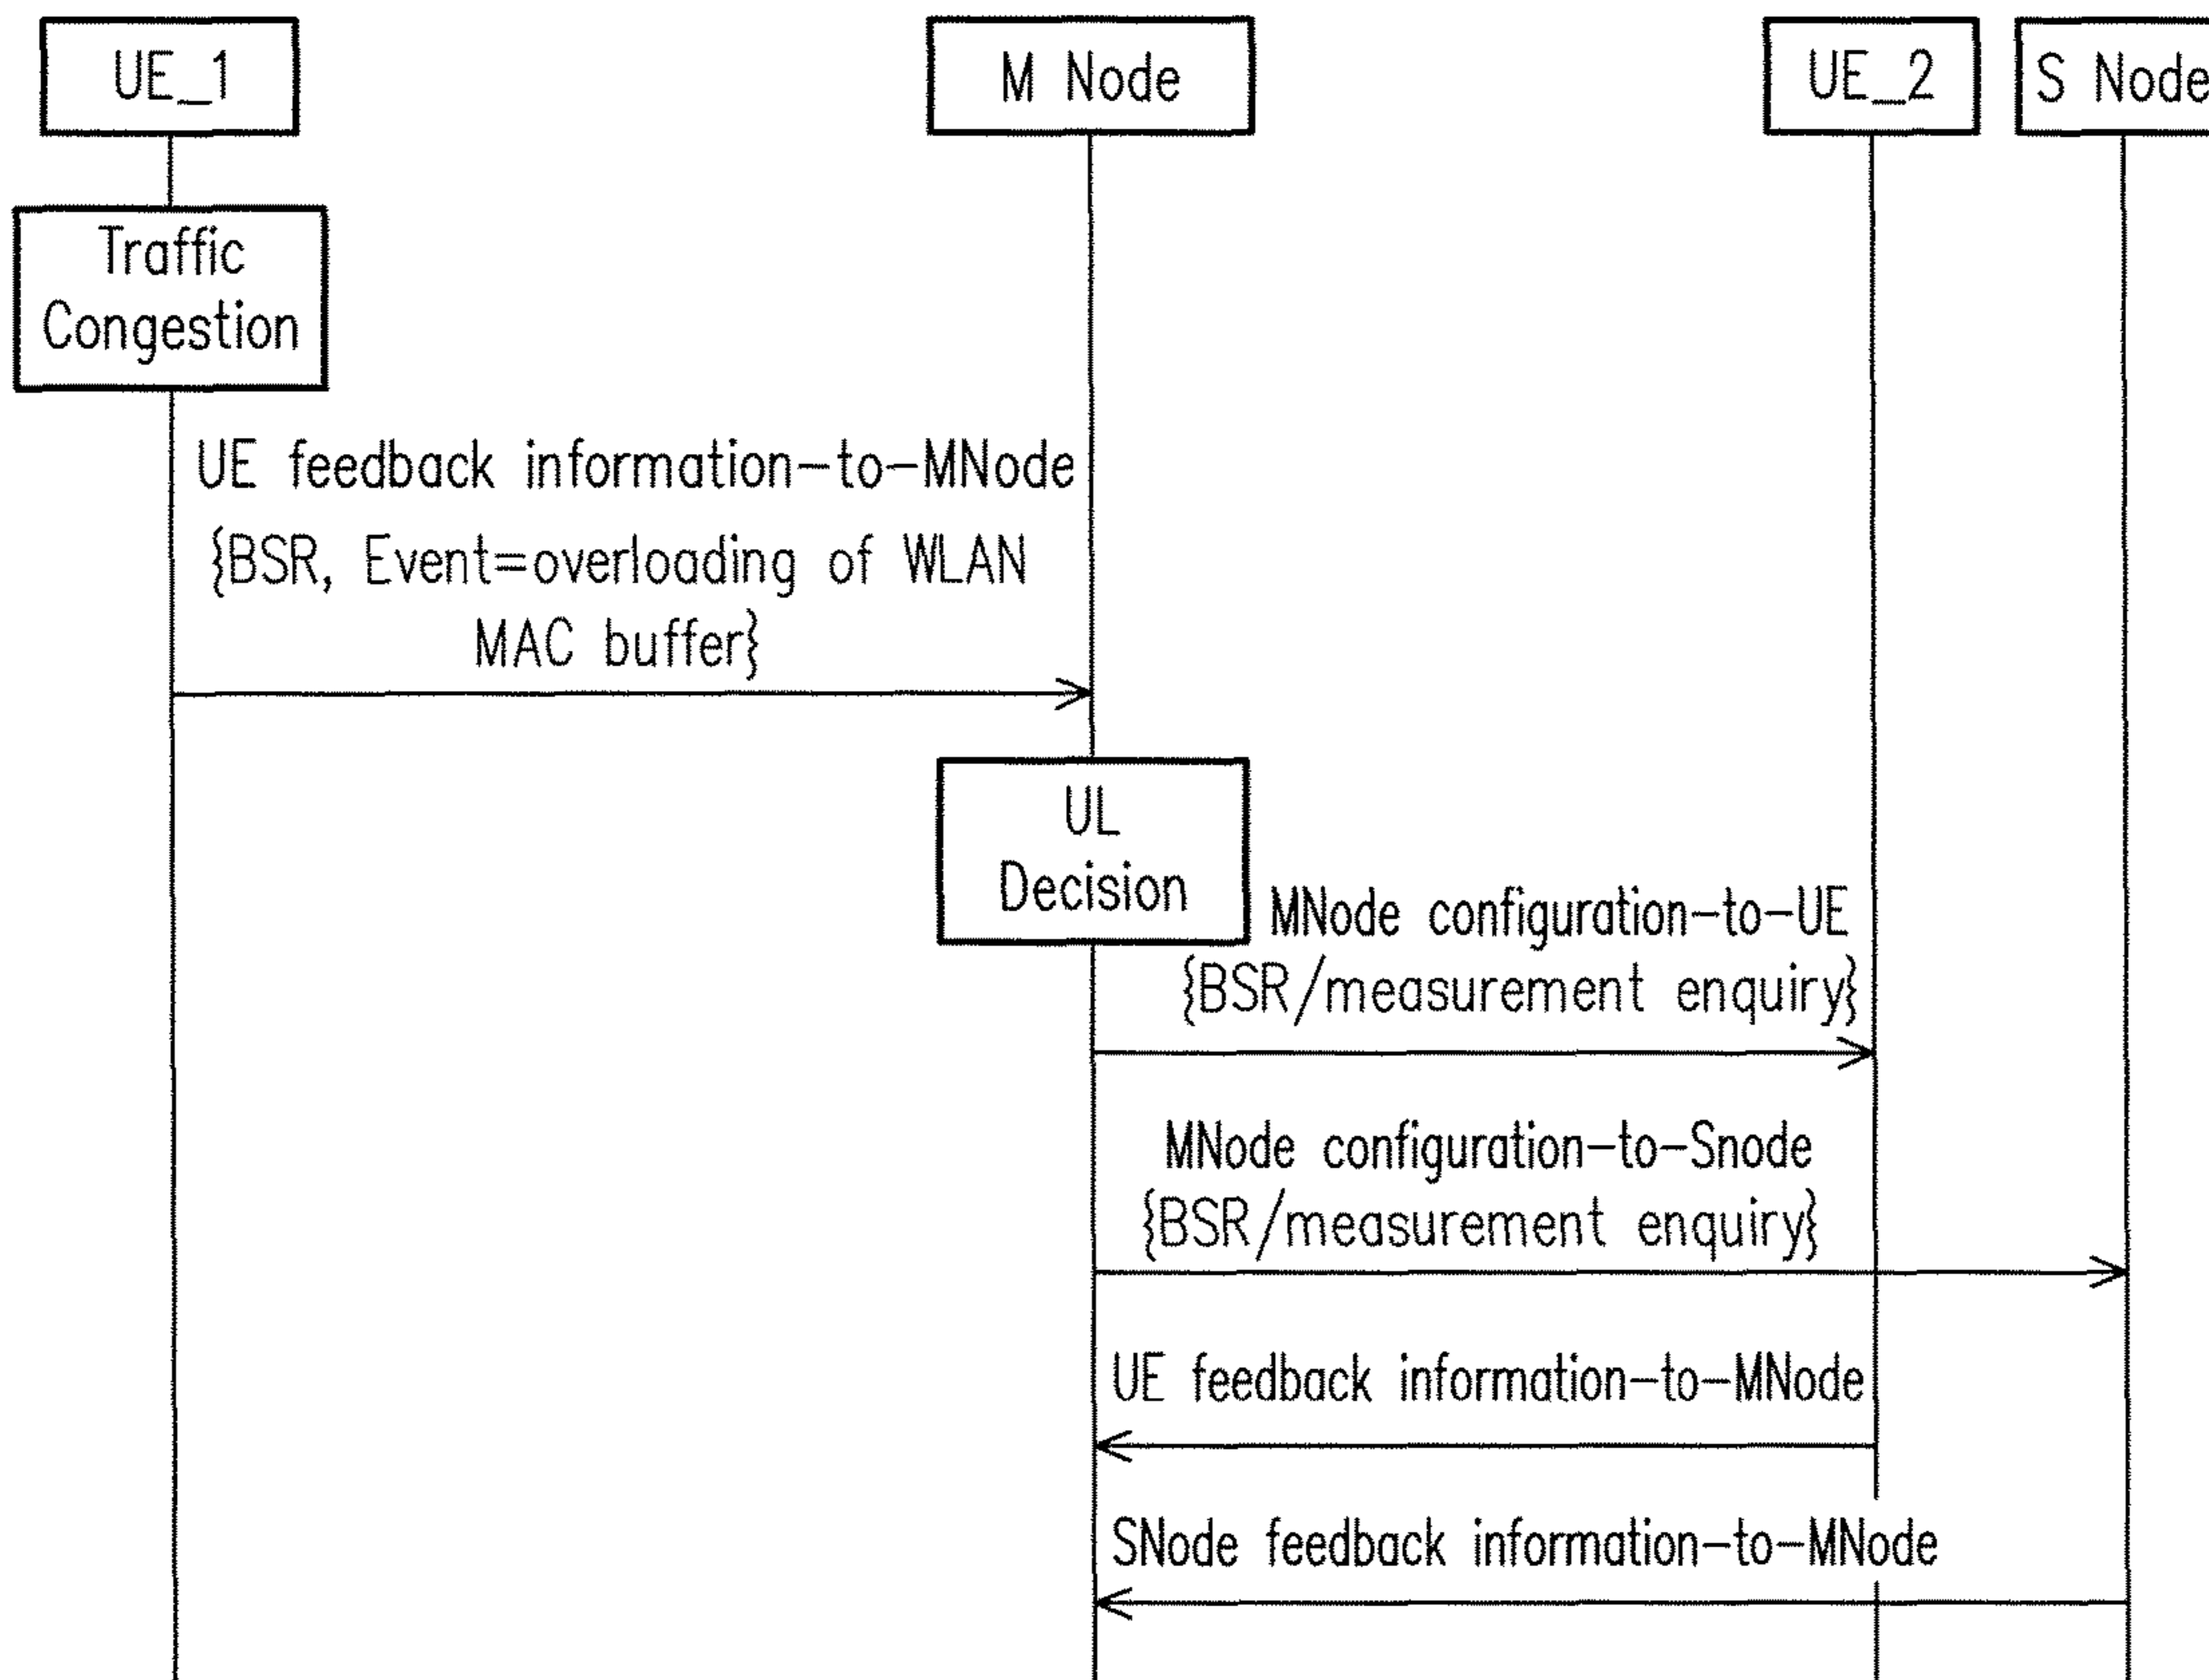 UE_1
M Node
UE_2
S Node
Traffic
Congestion
UE feedback information-to-MNode
{BSR, Event=overloading of WLAN
MAC buffer}
UL
Decision
MNode configuration-to-UE
{BSR/measurement enquiry}
MNode configuration-to-Snode
{BSR/measurement enquiry}
UE feedback information-to-MNode
SNode feedback information-to-MNode